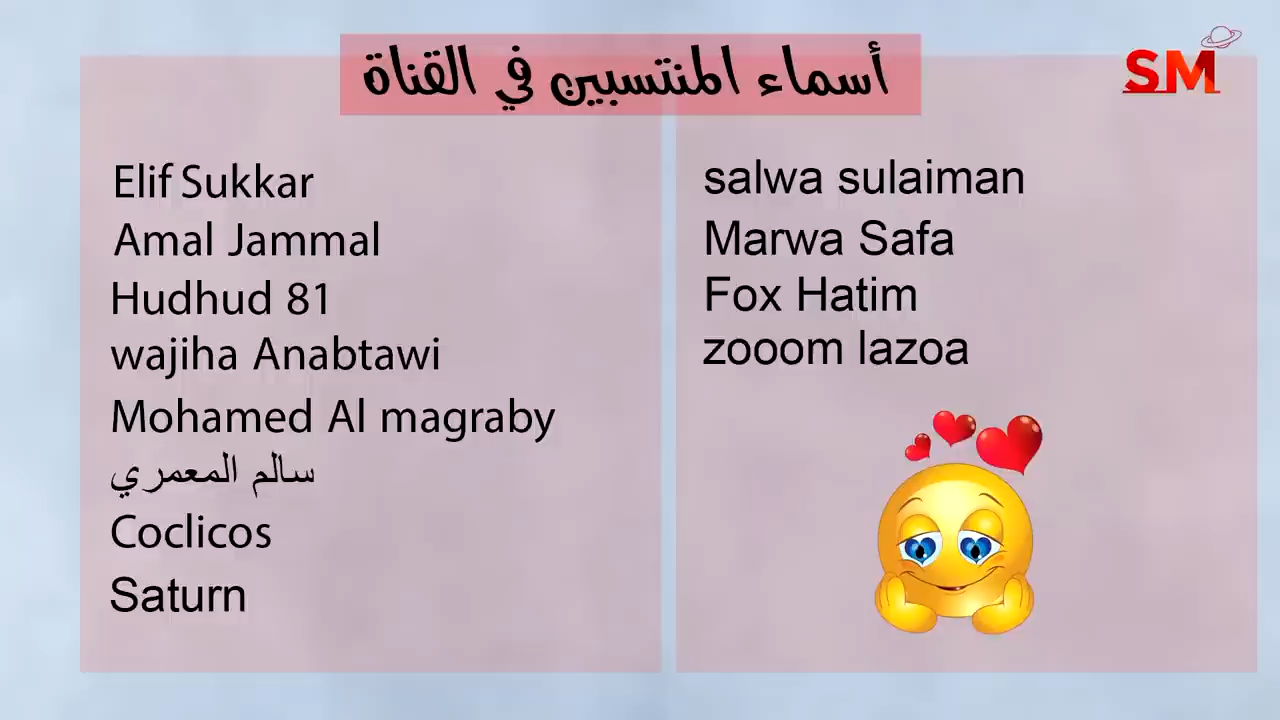 أسماء المنتسبين في القناة
SM
Elif Sukkar
Amal Jammal
Hudhud 81
wajiha Anabtawi
Mohamed Al magraby
سالم المعمري
Coclicos
Saturn
salwa sulaiman
Marwa Safa
Fox Hatim
zooom lazoa